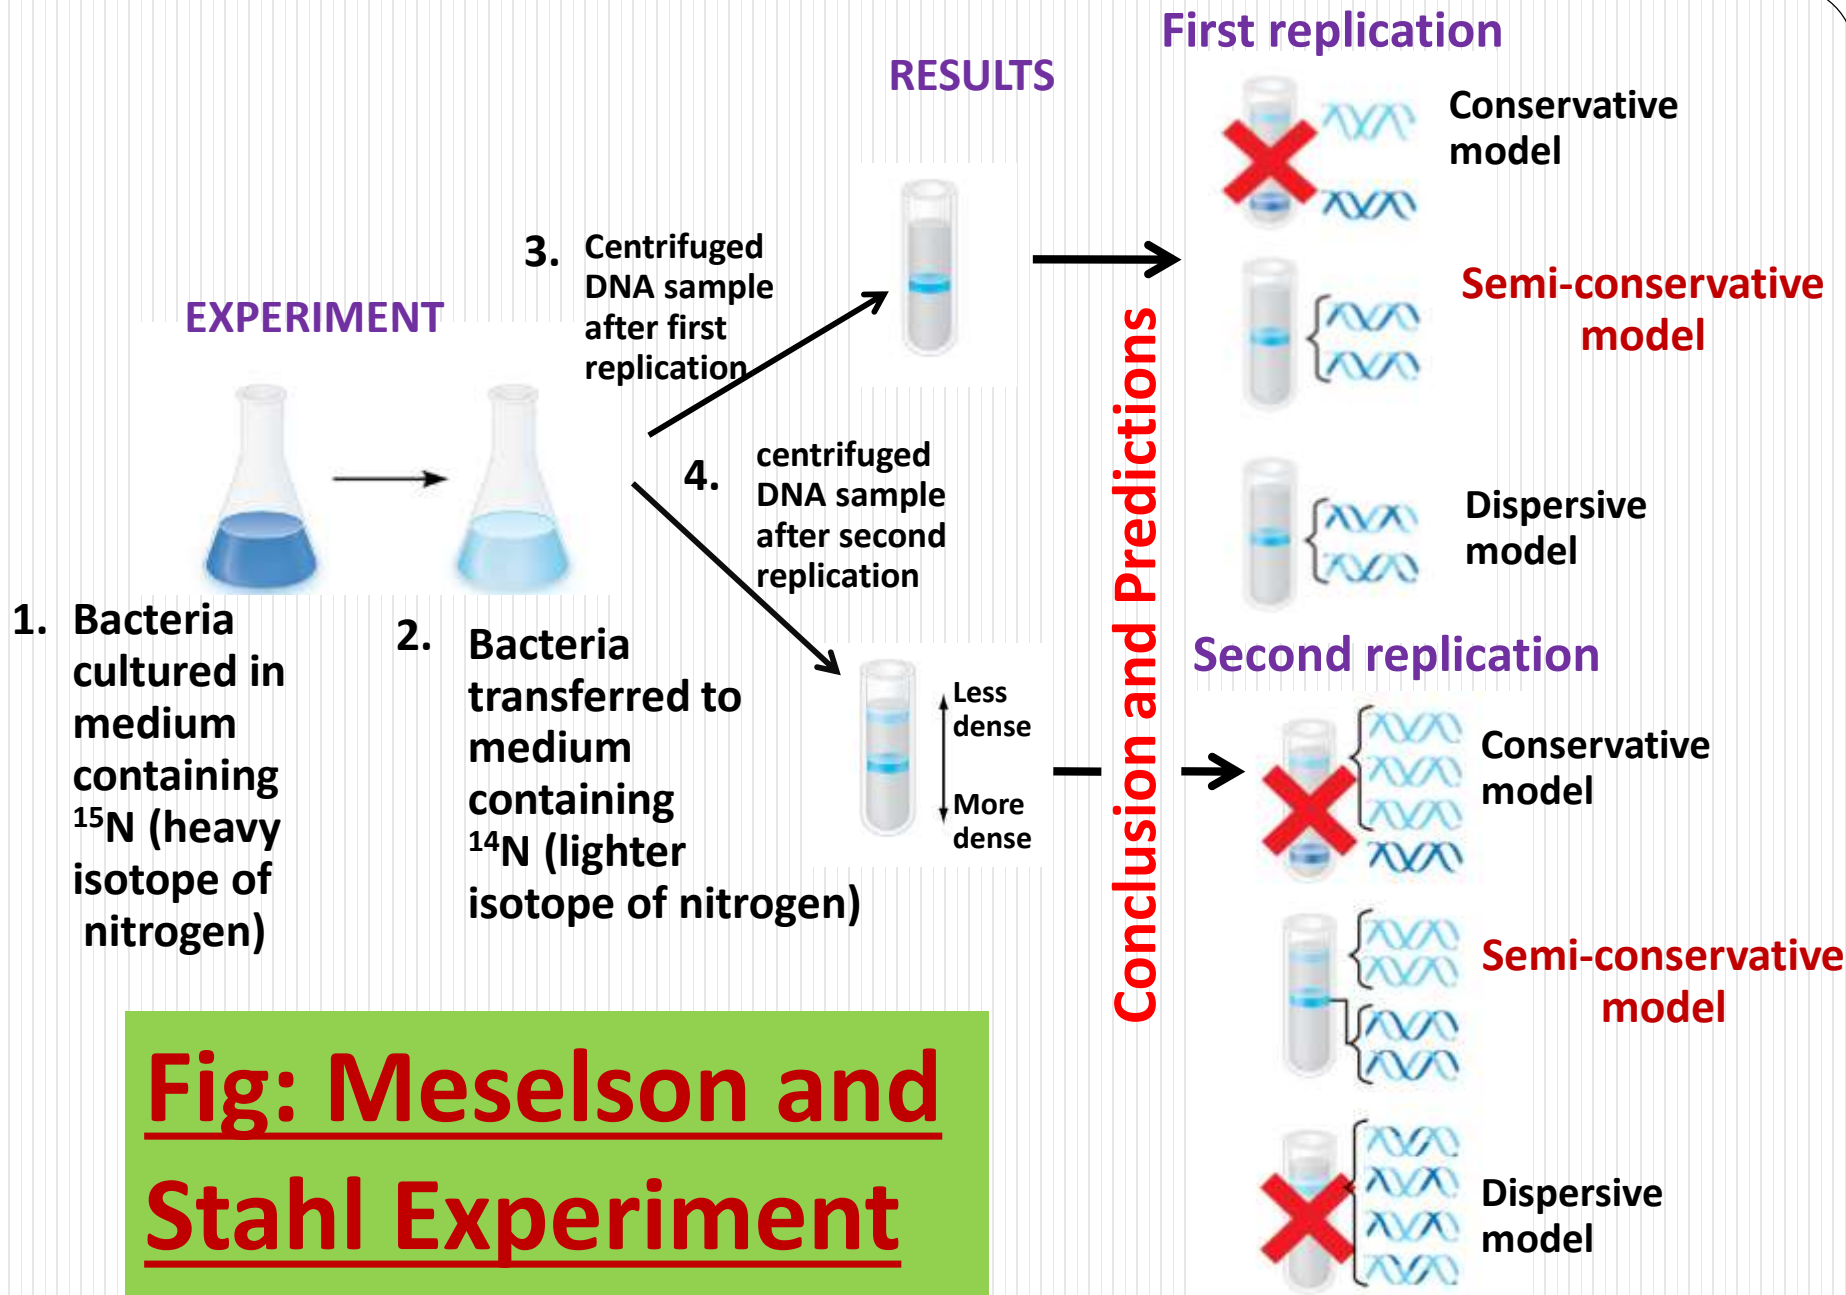 EXPERIMENT
1. Bacteria
cultured in
medium
containing
¹⁵N (heavy
isotope of
nitrogen)
2. Bacteria
transferred to
medium
containing
¹⁴N (lighter
isotope of nitrogen)
3. Centrifuged
DNA sample
after first
replication
4. centrifuged
DNA sample
after second
replication
RESULTS
Less
dense
More
dense
Conclusion and Predictions
First replication
Conservative
model
Semi-conservative
model
Dispersive
model
Second replication
Conservative
model
Semi-conservative
model
Dispersive
model
Fig: Meselson and
Stahl Experiment